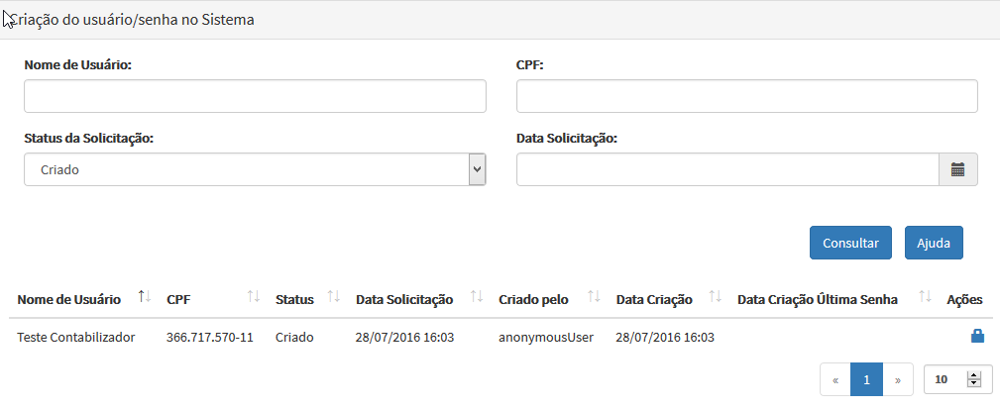 Criação do usuário/senha no Sistema
Nome de Usuário: CPF:
Status da Solicitação: Data Solicitação:
Criado
Consultar Ajuda
Nome de Usuário CPF Status Data Solicitação Criado pelo Data Criação Data Criação Última Senha Ações
Teste Contabilizador 366.717.570-11 Criado 28/07/2016 16:03 anonymousUser 28/07/2016 16:03
« 1 » 10